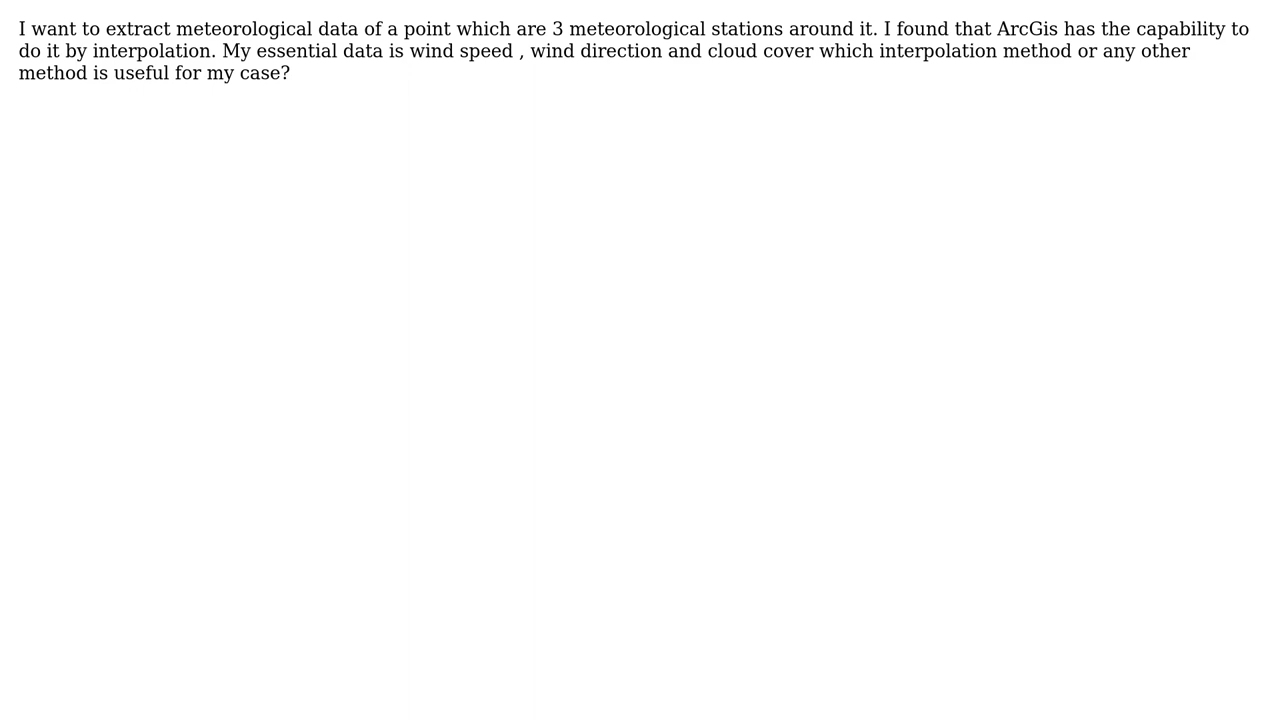 I want to extract meteorological data of a point which are 3 meteorological stations around it. I found that ArcGis has the capability to
do it by interpolation. My essential data is wind speed , wind direction and cloud cover which interpolation method or any other
method is useful for my case?